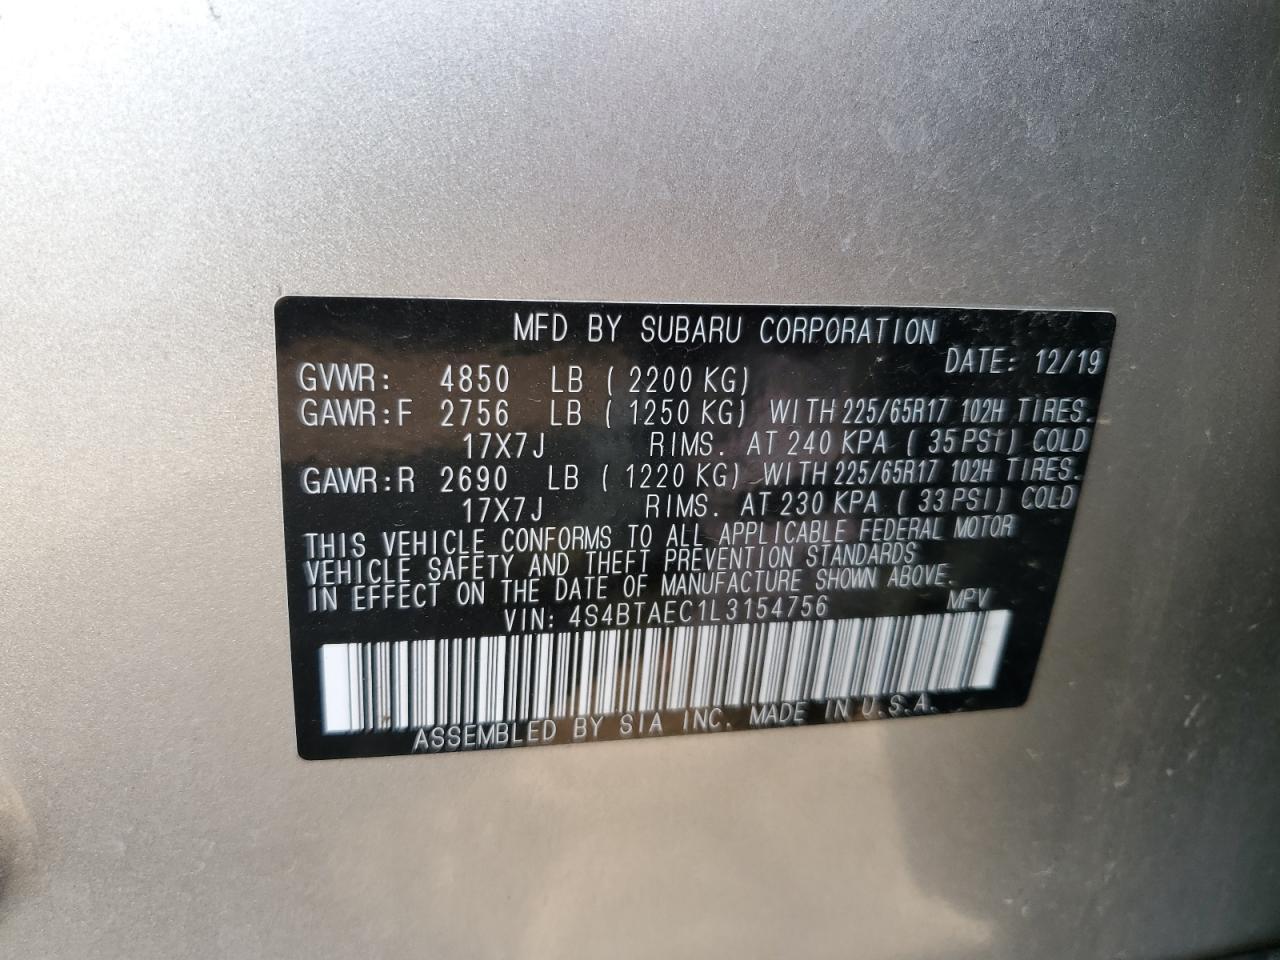 MFD BY SUBARU CORPORATION
DATE: 12/19
GVWR: 4850 LB ( 2200 KG)
GAWR:F 2756 LB ( 1250 KG) WITH 225/65R17 102H TIRES.
17X7J RIMS. AT 240 KPA ( 35 PSI) COLD
GAWR:R 2690 LB ( 1220 KG) WITH 225/65R17 102H TIRES.
17X7J RIMS. AT 230 KPA ( 33 PSI) COLD
THIS VEHICLE CONFORMS TO ALL APPLICABLE FEDERAL MOTOR
VEHICLE SAFETY AND THEFT PREVENTION STANDARDS
IN EFFECT ON THE DATE OF MANUFACTURE SHOWN ABOVE.
VIN: 4S4BTAEC1L3154756 MPV
ASSEMBLED BY SIA INC. MADE IN U.S.A.